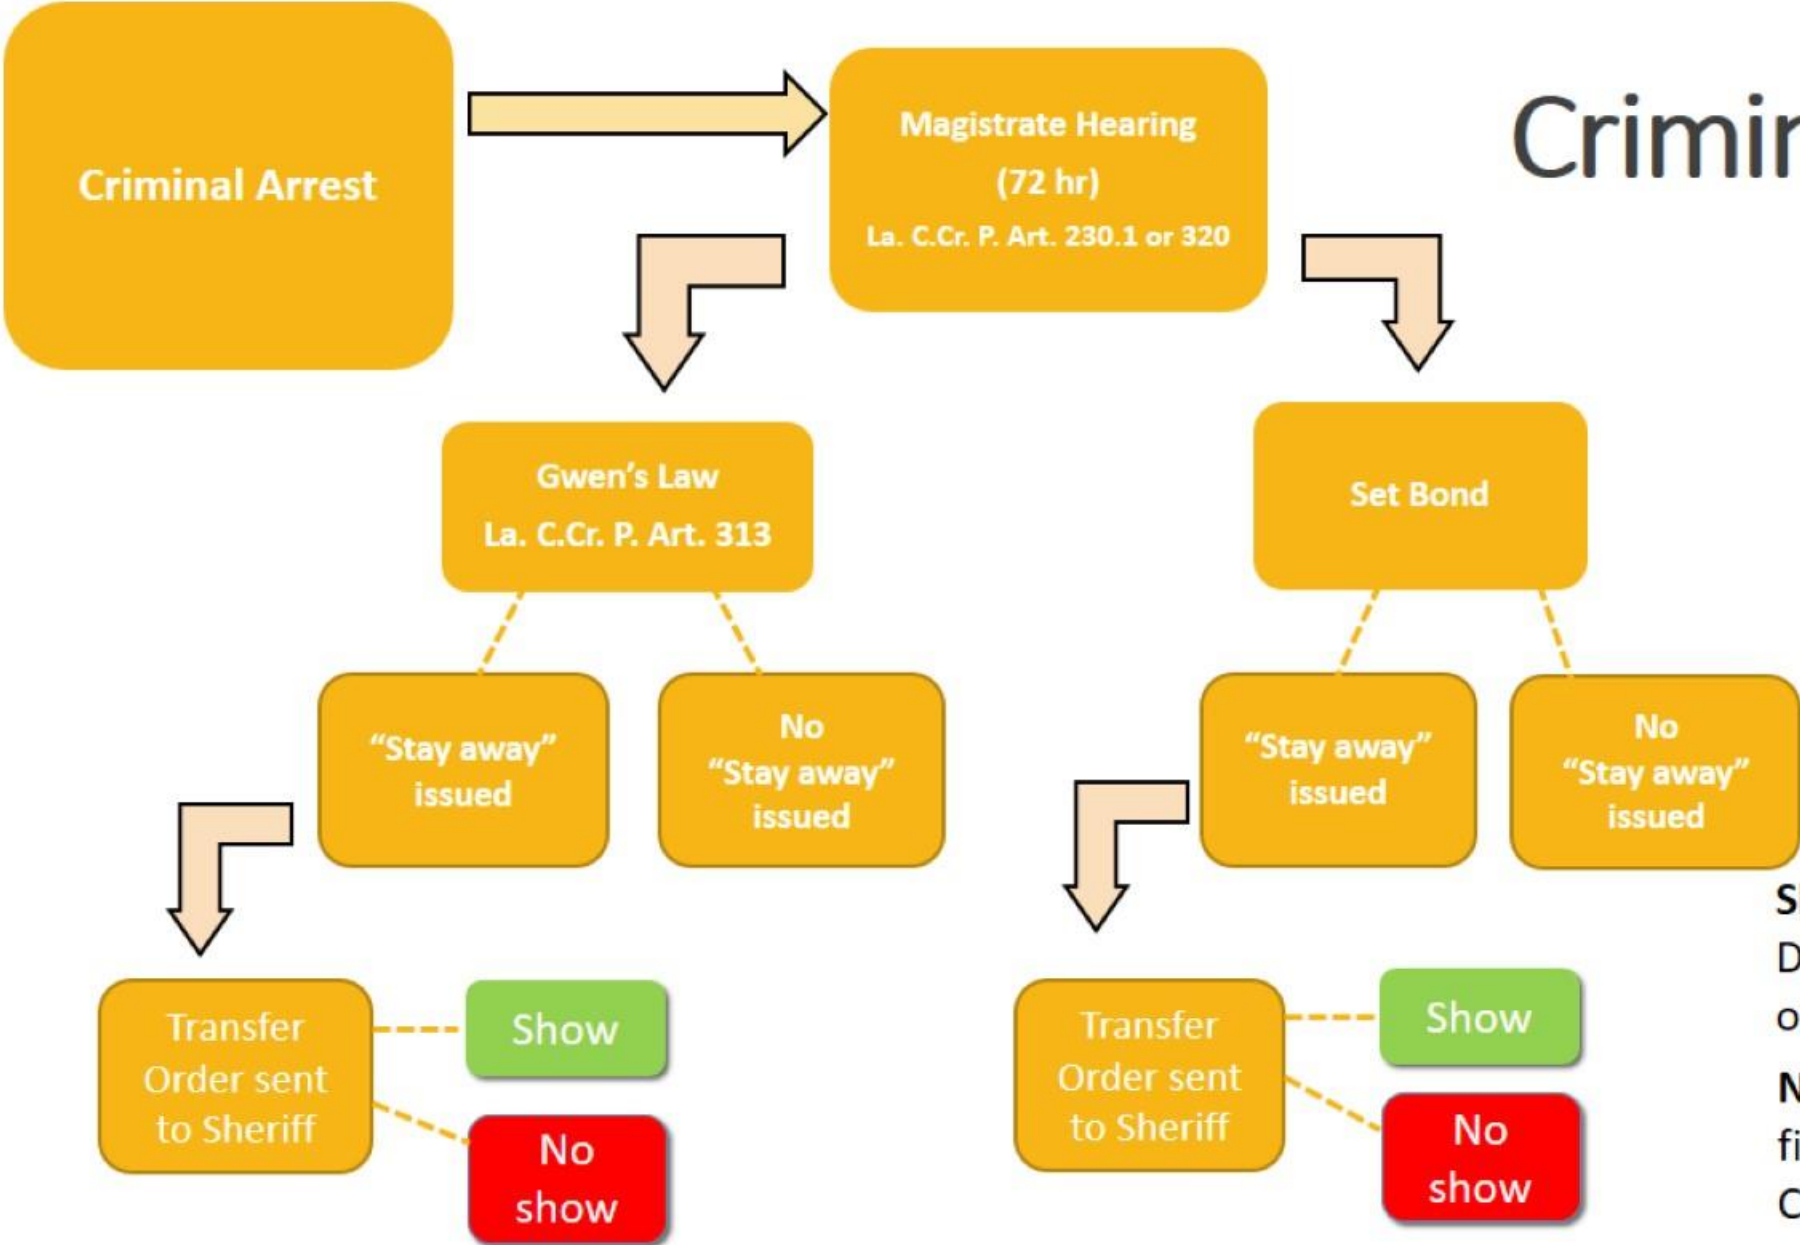 Criminal Arrest
Magistrate Hearing
(72 hr)
La. C.Cr. P. Art. 230.1 or 320
Gwen’s Law
La. C.Cr. P. Art. 313
Set Bond
“Stay away”
issued
No
“Stay away”
issued
“Stay away”
issued
No
“Stay away”
issued
Transfer
Order sent
to Sheriff
Show
No
show
Transfer
Order sent
to Sheriff
Show
No
show